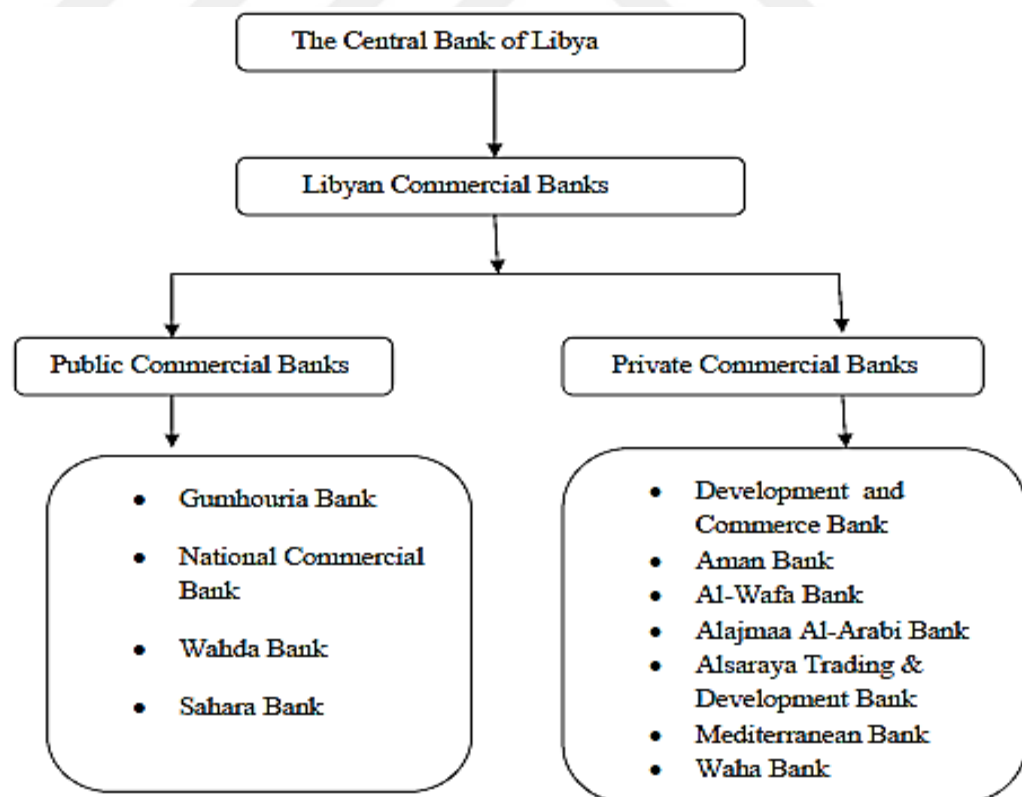 The Central Bank of Libya
Libyan Commercial Banks
Public Commercial Banks
Private Commercial Banks
• Gumhouria Bank
• National Commercial
Bank
• Wahda Bank
• Sahara Bank
• Development and
Commerce Bank
• Aman Bank
• Al-Wafa Bank
• Alajmaa Al-Arabi Bank
• Alsaraya Trading &
Development Bank
• Mediterranean Bank
• Waha Bank